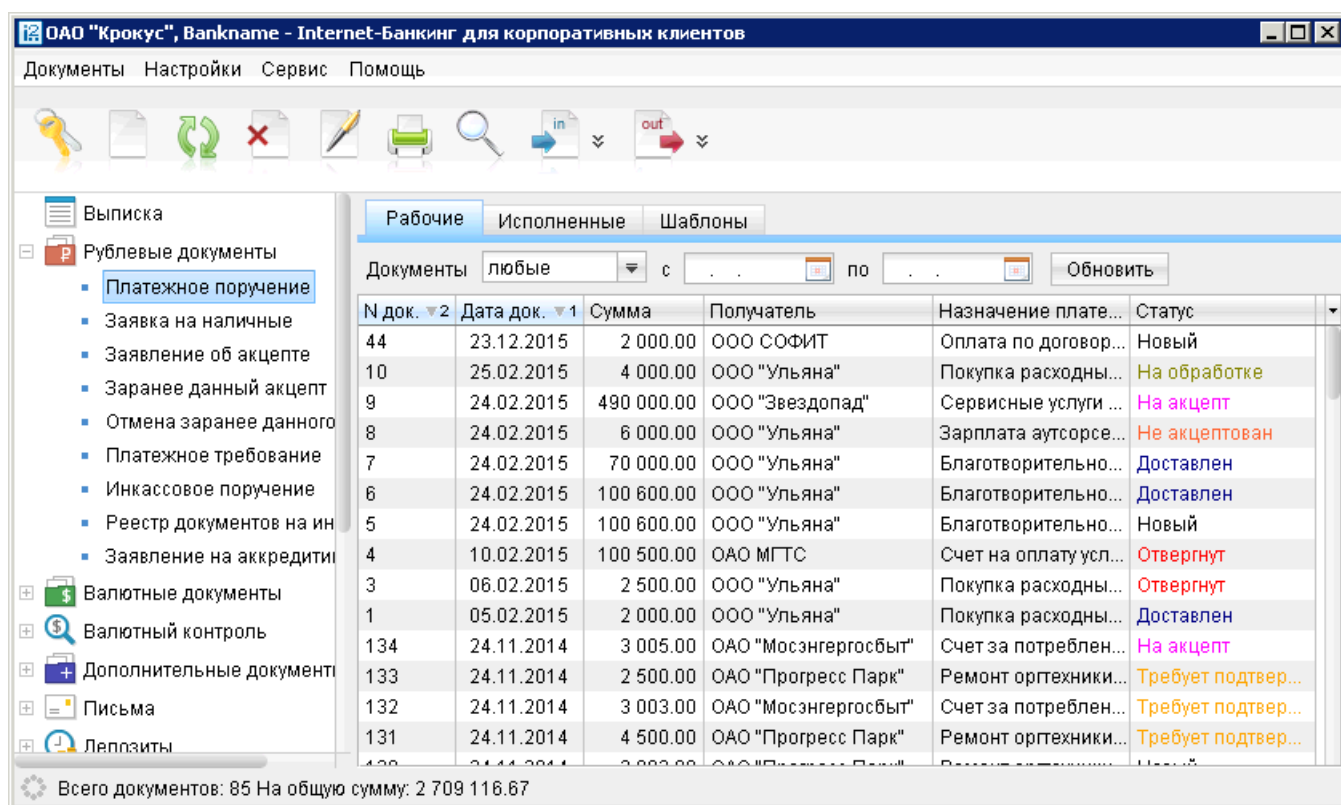 ОАО "Крокус", Bankname - Internet-Банкинг для корпоративных клиентов
Документы Настройки Сервис Помощь
in out
Выписка
Рублевые документы
Платежное поручение
Заявка на наличные
Заявление об акцепте
Заранее данный акцепт
Отмена заранее данного
Платежное требование
Инкассовое поручение
Реестр документов на ин
Заявление на аккредити
Валютные документы
Валютный контроль
Дополнительные документ
Письма
Депозиты
Рабочие Исполненные Шаблоны
Документы любые с . . по . . Обновить
N док. 2 Дата док. 1 Сумма Получатель Назначение плате... Статус
44 23.12.2015 2 000.00 ООО СОФИТ Оплата по договор... Новый
10 25.02.2015 4 000.00 ООО "Ульяна" Покупка расходны... На обработке
9 24.02.2015 490 000.00 ООО "Звездопад" Сервисные услуги ... На акцепт
8 24.02.2015 6 000.00 ООО "Ульяна" Зарплата аутсорсе... Не акцептован
7 24.02.2015 70 000.00 ООО "Ульяна" Благотворительно... Доставлен
6 24.02.2015 100 600.00 ООО "Ульяна" Благотворительно... Доставлен
5 24.02.2015 100 600.00 ООО "Ульяна" Благотворительно... Новый
4 10.02.2015 100 500.00 ОАО МГТС Счет на оплату усл... Отвергнут
3 06.02.2015 2 500.00 ООО "Ульяна" Покупка расходны... Отвергнут
1 05.02.2015 2 000.00 ООО "Ульяна" Покупка расходны... Доставлен
134 24.11.2014 3 005.00 ОАО "Мосэнгергосбыт" Счет за потреблен... На акцепт
133 24.11.2014 2 500.00 ОАО "Прогресс Парк" Ремонт оргтехники... Требует подтвер...
132 24.11.2014 3 003.00 ОАО "Мосэнгергосбыт" Счет за потреблен... Требует подтвер...
131 24.11.2014 4 500.00 ОАО "Прогресс Парк" Ремонт оргтехники... Требует подтвер...
Всего документов: 85 На общую сумму: 2 709 116.67